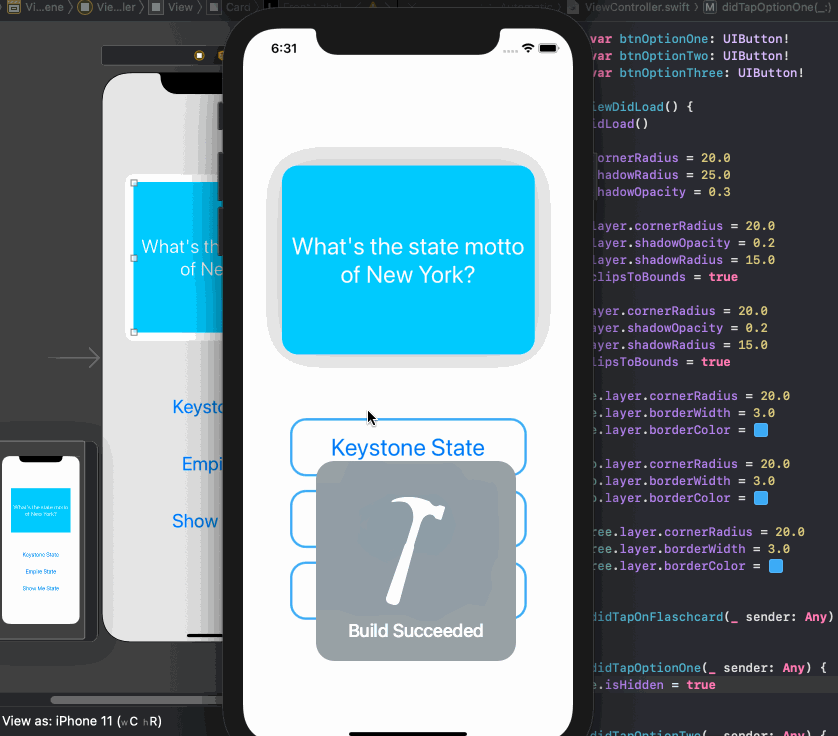 Vi...ene
Vie...ller
View
Card
ViewController.swift
M didTapOptionOne(_:)
6:31
What's the state motto
of New York?
Keystone State
Build Succeeded
What's th
of Ne
Keysto
Empi
Show
What's the state motto
of New York?
Keystone State
Empire State
Show Me State
View as: iPhone 11 (wC hR)
var btnOptionOne: UIButton!
var btnOptionTwo: UIButton!
var btnOptionThree: UIButton!
iewDidLoad() {
idLoad()
cornerRadius = 20.0
hadowRadius = 25.0
hadowOpacity = 0.3
layer.cornerRadius = 20.0
layer.shadowOpacity = 0.2
layer.shadowRadius = 15.0
clipsToBounds = true
ayer.cornerRadius = 20.0
ayer.shadowOpacity = 0.2
ayer.shadowRadius = 15.0
lipsToBounds = true
e.layer.cornerRadius = 20.0
e.layer.borderWidth = 3.0
e.layer.borderColor =
o.layer.cornerRadius = 20.0
o.layer.borderWidth = 3.0
o.layer.borderColor =
ree.layer.cornerRadius = 20.0
ree.layer.borderWidth = 3.0
ree.layer.borderColor =
didTapOnFlaschcard(_ sender: Any)
didTapOptionOne(_ sender: Any) {
e.isHidden = true
didTapOptionTwo(_ sender: Any) {